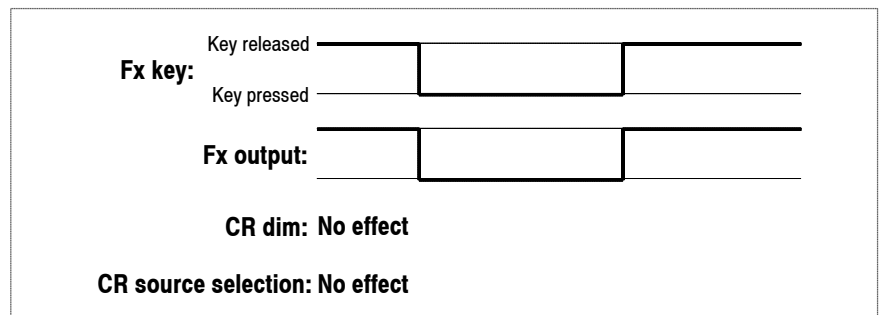 Key released
Fx key:
Key pressed
Fx output:
CR dim: No effect
CR source selection: No effect